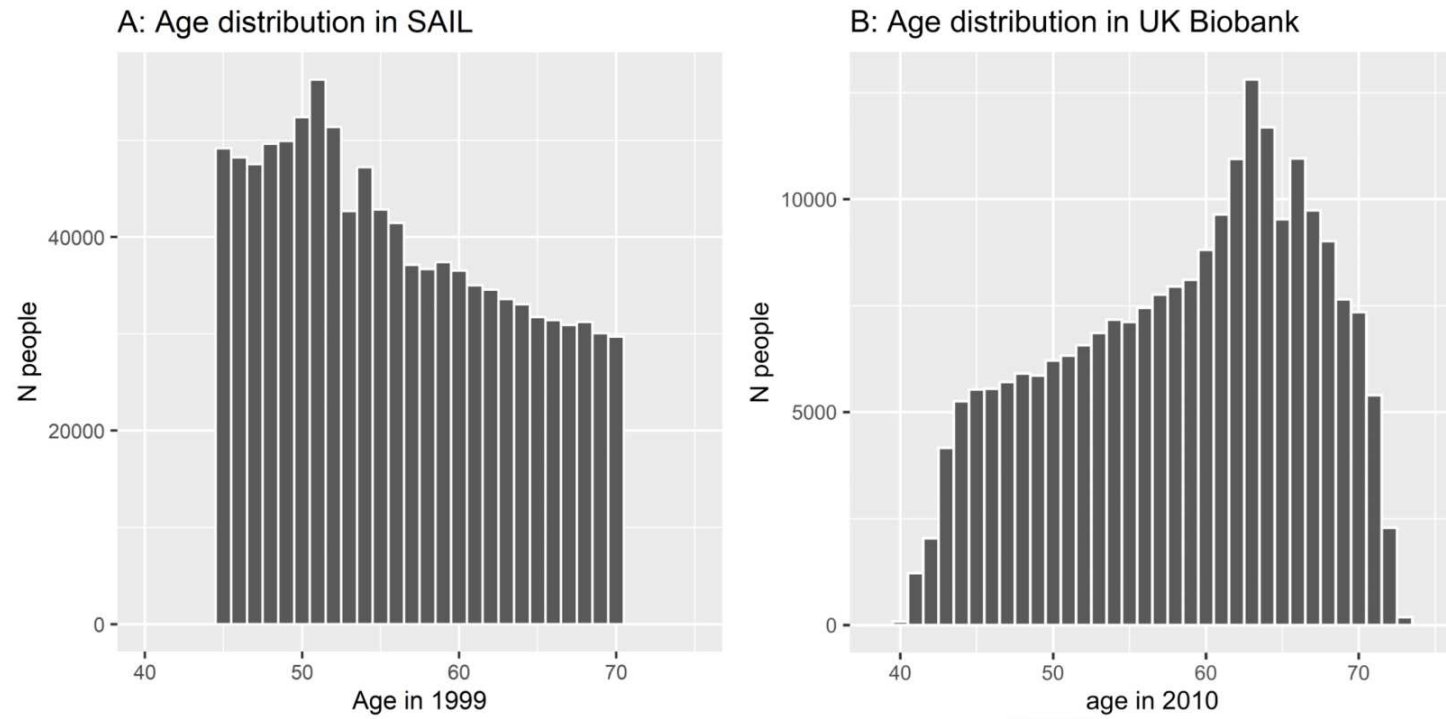 A: Age distribution in SAIL
N people
40000
20000
0
40 50 60 70
Age in 1999
B: Age distribution in UK Biobank
N people
10000
5000
0
40 50 60 70
age in 2010